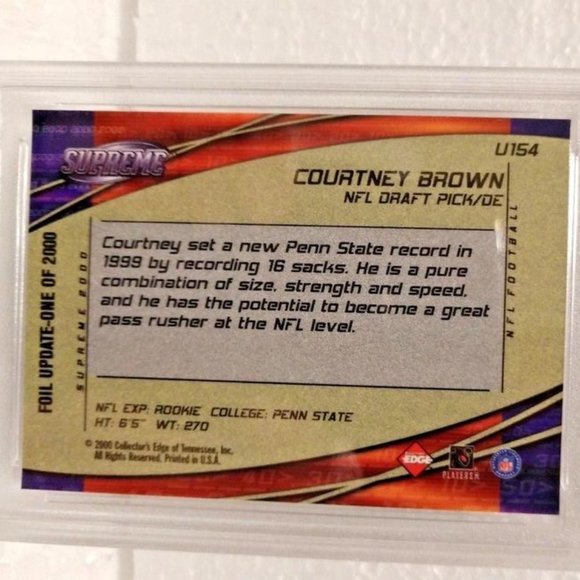 U154
SUPREME
COURTNEY BROWN
NFL DRAFT PICK/DE
FOIL UPDATE-ONE OF 2000
SUPREME 2000
Courtney set a new Penn State record in
1999 by recording 16 sacks. He is a pure
combination of size, strength and speed,
and he has the potential to become a great
pass rusher at the NFL level.
NFL FOOTBALL
NFL EXP: ROOKIE COLLEGE: PENN STATE
HT: 6'5" WT: 270
© 2000 Collector's Edge of Tennessee, Inc.
All Rights Reserved. Printed in U.S.A.
EDGE
PLAYERS
NFL